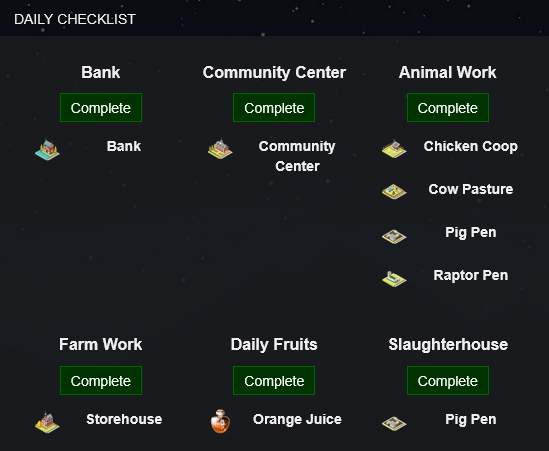 DAILY CHECKLIST
Bank
Complete
Bank
Community Center
Complete
Community
Center
Animal Work
Complete
Chicken Coop
Cow Pasture
Pig Pen
Raptor Pen
Farm Work
Complete
Storehouse
Daily Fruits
Complete
Orange Juice
Slaughterhouse
Complete
Pig Pen